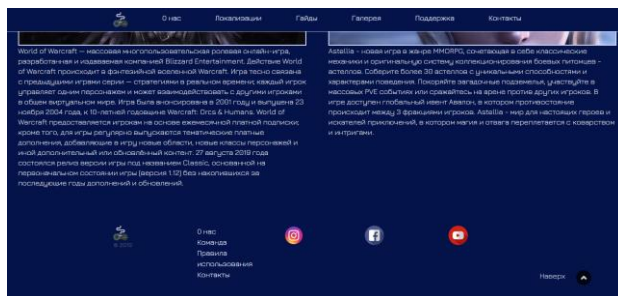 О нас Локализации Гайды Галерея Поддержка Контакты
World of Warcraft — массовая многопользовательская ролевая онлайн-игра,
разработанная и издаваемая компанией Blizzard Entertainment. Действие World
of Warcraft происходит в фэнтезийной вселенной Warcraft. Игра тесно связана
с предыдущими играми серии — стратегиями в реальном времени; каждый игрок
управляет одним персонажем и может взаимодействовать с другими игроками
в общем виртуальном мире. Игра была анонсирована в 2001 году и выпущена 23
ноября 2004 года, к 10-летней годовщине Warcraft: Orcs & Humans. World of
Warcraft предоставляется игрокам на основе ежемесячной платной подписки;
кроме того, для игры регулярно выпускаются тематические платные
дополнения, добавляющие в игру новые области, новые классы персонажей и
иной дополнительный или обновлённый контент. 27 августа 2019 года
состоялся релиз версии игры под названием Classic, основанной на
первоначальном состоянии игры (версия 1.12) без накопившихся за
последующие годы дополнений и обновлений.
Astellia - новая игра в жанре MMORPG, сочетающая в себе классические
механики и оригинальную систему коллекционирования боевых питомцев -
астеллов. Соберите более 30 астеллов с уникальными способностями и
характерами поведения. Покоряйте загадочные подземелья, участвуйте в
массовых PVE событиях или сражайтесь на арене против других игроков. В
игре доступен глобальный ивент Авалон, в котором противостояние
происходит между 3 фракциями игроков. Astellia - мир для настоящих героев и
искателей приключений, в котором магия и отвага переплетается с коварством
и интригами.
© 2010
О нас
Команда
Правила
использования
Контакты
Наверх